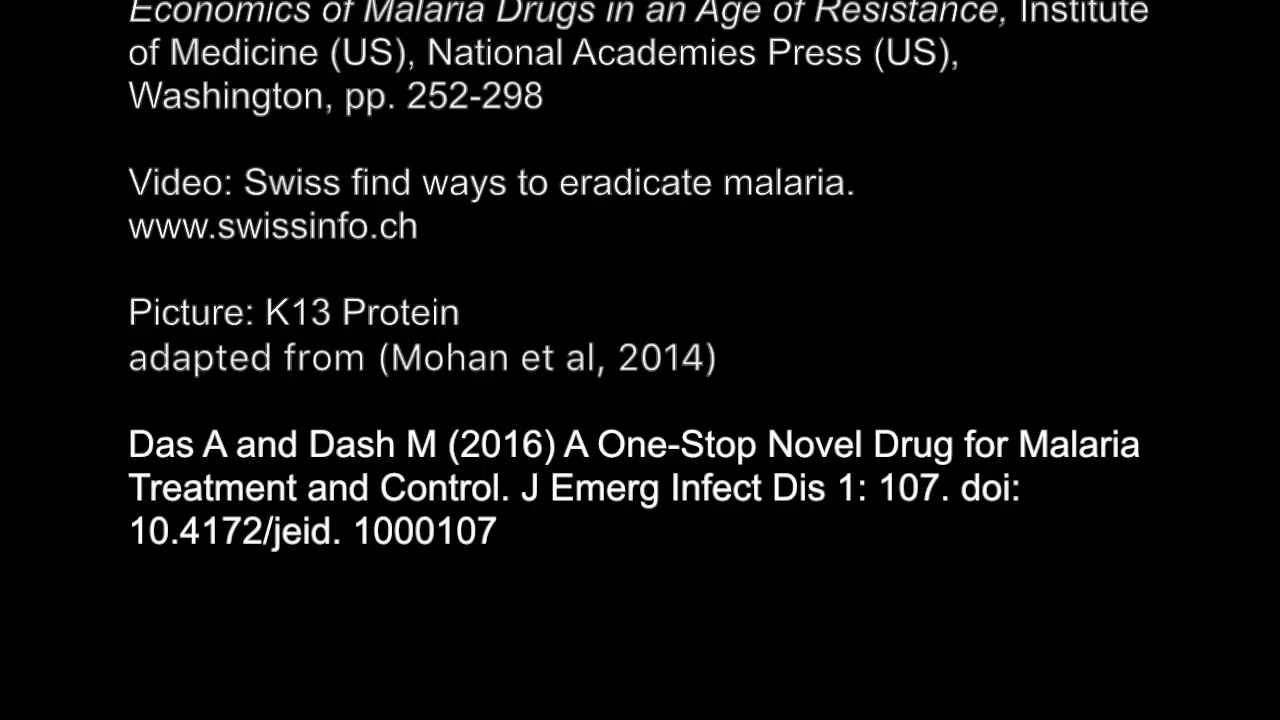 Economics of Malaria Drugs in an Age of Resistance, Institute
of Medicine (US), National Academies Press (US),
Washington, pp. 252-298
Video: Swiss find ways to eradicate malaria.
www.swissinfo.ch
Picture: K13 Protein
adapted from (Mohan et al, 2014)
Das A and Dash M (2016) A One-Stop Novel Drug for Malaria
Treatment and Control. J Emerg Infect Dis 1: 107. doi:
10.4172/jeid. 1000107